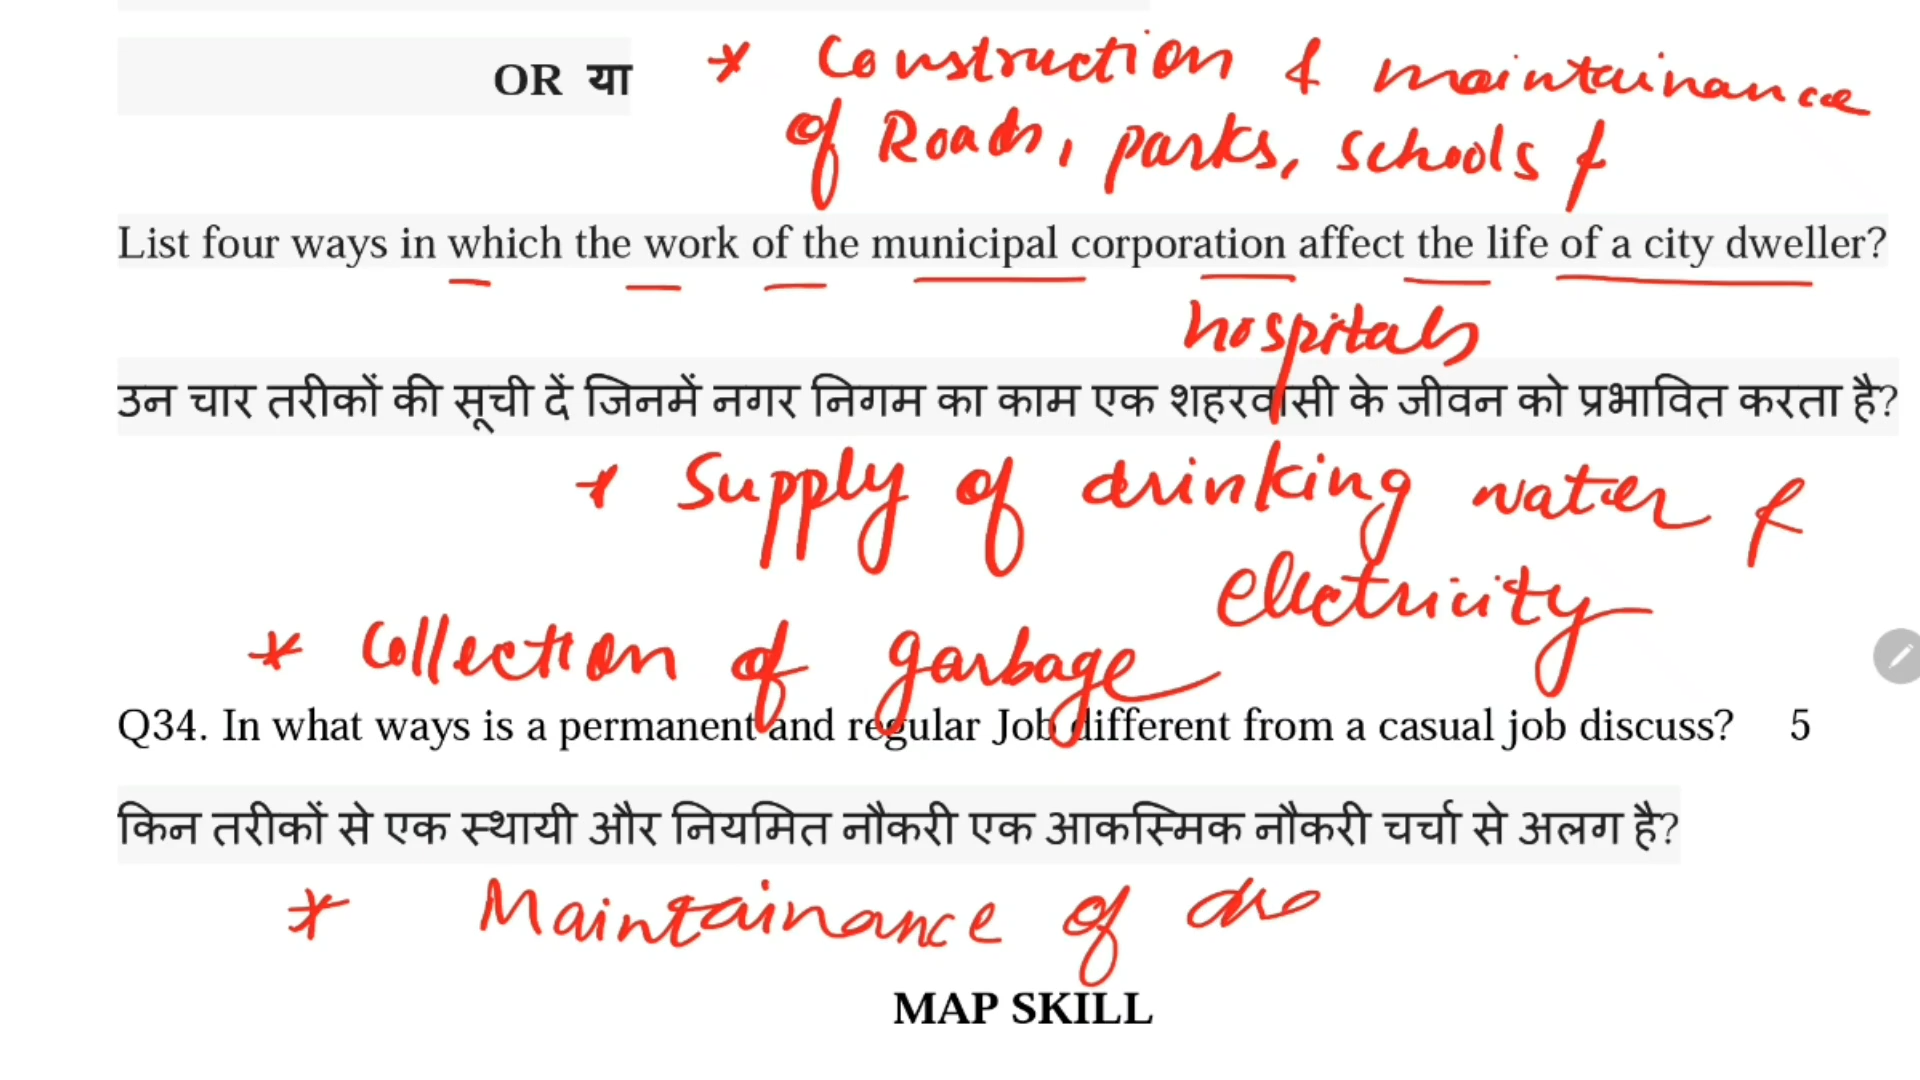 OR या
* Construction & maintainance
of Roads, parks, schools &
List four ways in which the work of the municipal corporation affect the life of a city dweller?
hospitals
उन चार तरीकों की सूची दें जिनमें नगर निगम का काम एक शहरवासी के जीवन को प्रभावित करता है?
* Supply of drinking water &
electricity
* Collection of garbage
Q34. In what ways is a permanent and regular Job different from a casual job discuss? 5
किन तरीकों से एक स्थायी और नियमित नौकरी एक आकस्मिक नौकरी चर्चा से अलग है?
* Maintainance of
MAP SKILL